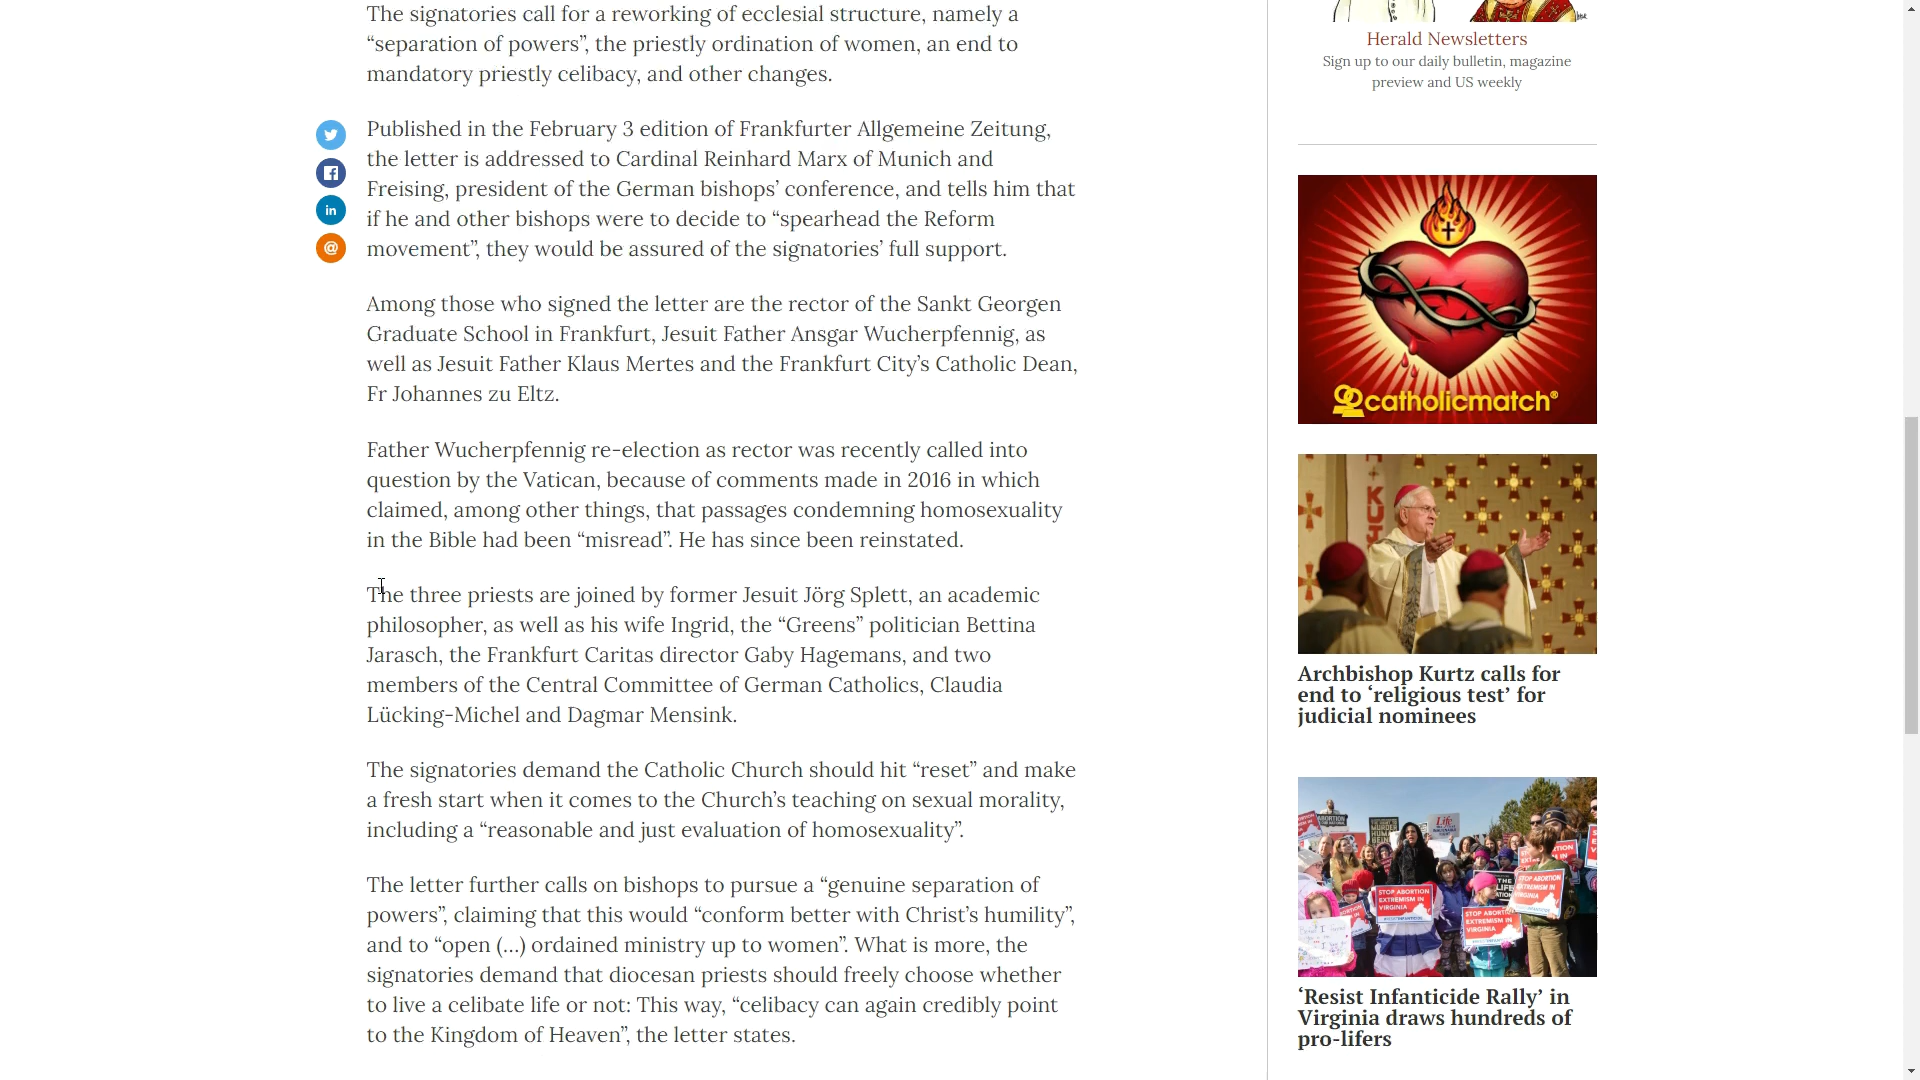 The signatories call for a reworking of ecclesial structure, namely a
“separation of powers”, the priestly ordination of women, an end to
mandatory priestly celibacy, and other changes.
Published in the February 3 edition of Frankfurter Allgemeine Zeitung,
the letter is addressed to Cardinal Reinhard Marx of Munich and
Freising, president of the German bishops’ conference, and tells him that
if he and other bishops were to decide to “spearhead the Reform
movement”, they would be assured of the signatories’ full support.
Among those who signed the letter are the rector of the Sankt Georgen
Graduate School in Frankfurt, Jesuit Father Ansgar Wucherpfennig, as
well as Jesuit Father Klaus Mertes and the Frankfurt City’s Catholic Dean,
Fr Johannes zu Eltz.
Father Wucherpfennig re-election as rector was recently called into
question by the Vatican, because of comments made in 2016 in which
claimed, among other things, that passages condemning homosexuality
in the Bible had been “misread”. He has since been reinstated.
The three priests are joined by former Jesuit Jörg Splett, an academic
philosopher, as well as his wife Ingrid, the “Greens” politician Bettina
Jarasch, the Frankfurt Caritas director Gaby Hagemans, and two
members of the Central Committee of German Catholics, Claudia
Lücking-Michel and Dagmar Mensink.
The signatories demand the Catholic Church should hit “reset” and make
a fresh start when it comes to the Church’s teaching on sexual morality,
including a “reasonable and just evaluation of homosexuality”.
The letter further calls on bishops to pursue a “genuine separation of
powers”, claiming that this would “conform better with Christ’s humility”,
and to “open (…) ordained ministry up to women”. What is more, the
signatories demand that diocesan priests should freely choose whether
to live a celibate life or not: This way, “celibacy can again credibly point
to the Kingdom of Heaven”, the letter states.
Herald Newsletters
Sign up to our daily bulletin, magazine
preview and US weekly
catholicmatch®
Archbishop Kurtz calls for
end to ‘religious test’ for
judicial nominees
STOP ABORTION
EXTREMISM IN
VIRGINIA
STOP ABORTION
EXTREMISM IN
VIRGINIA
STOP ABORTION
EXTREMISM IN
VIRGINIA
‘Resist Infanticide Rally’ in
Virginia draws hundreds of
pro-lifers